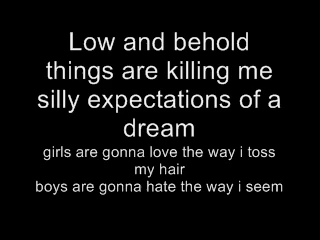 Low and behold
things are killing me
silly expectations of a
dream
girls are gonna love the way i toss
my hair
boys are gonna hate the way i seem